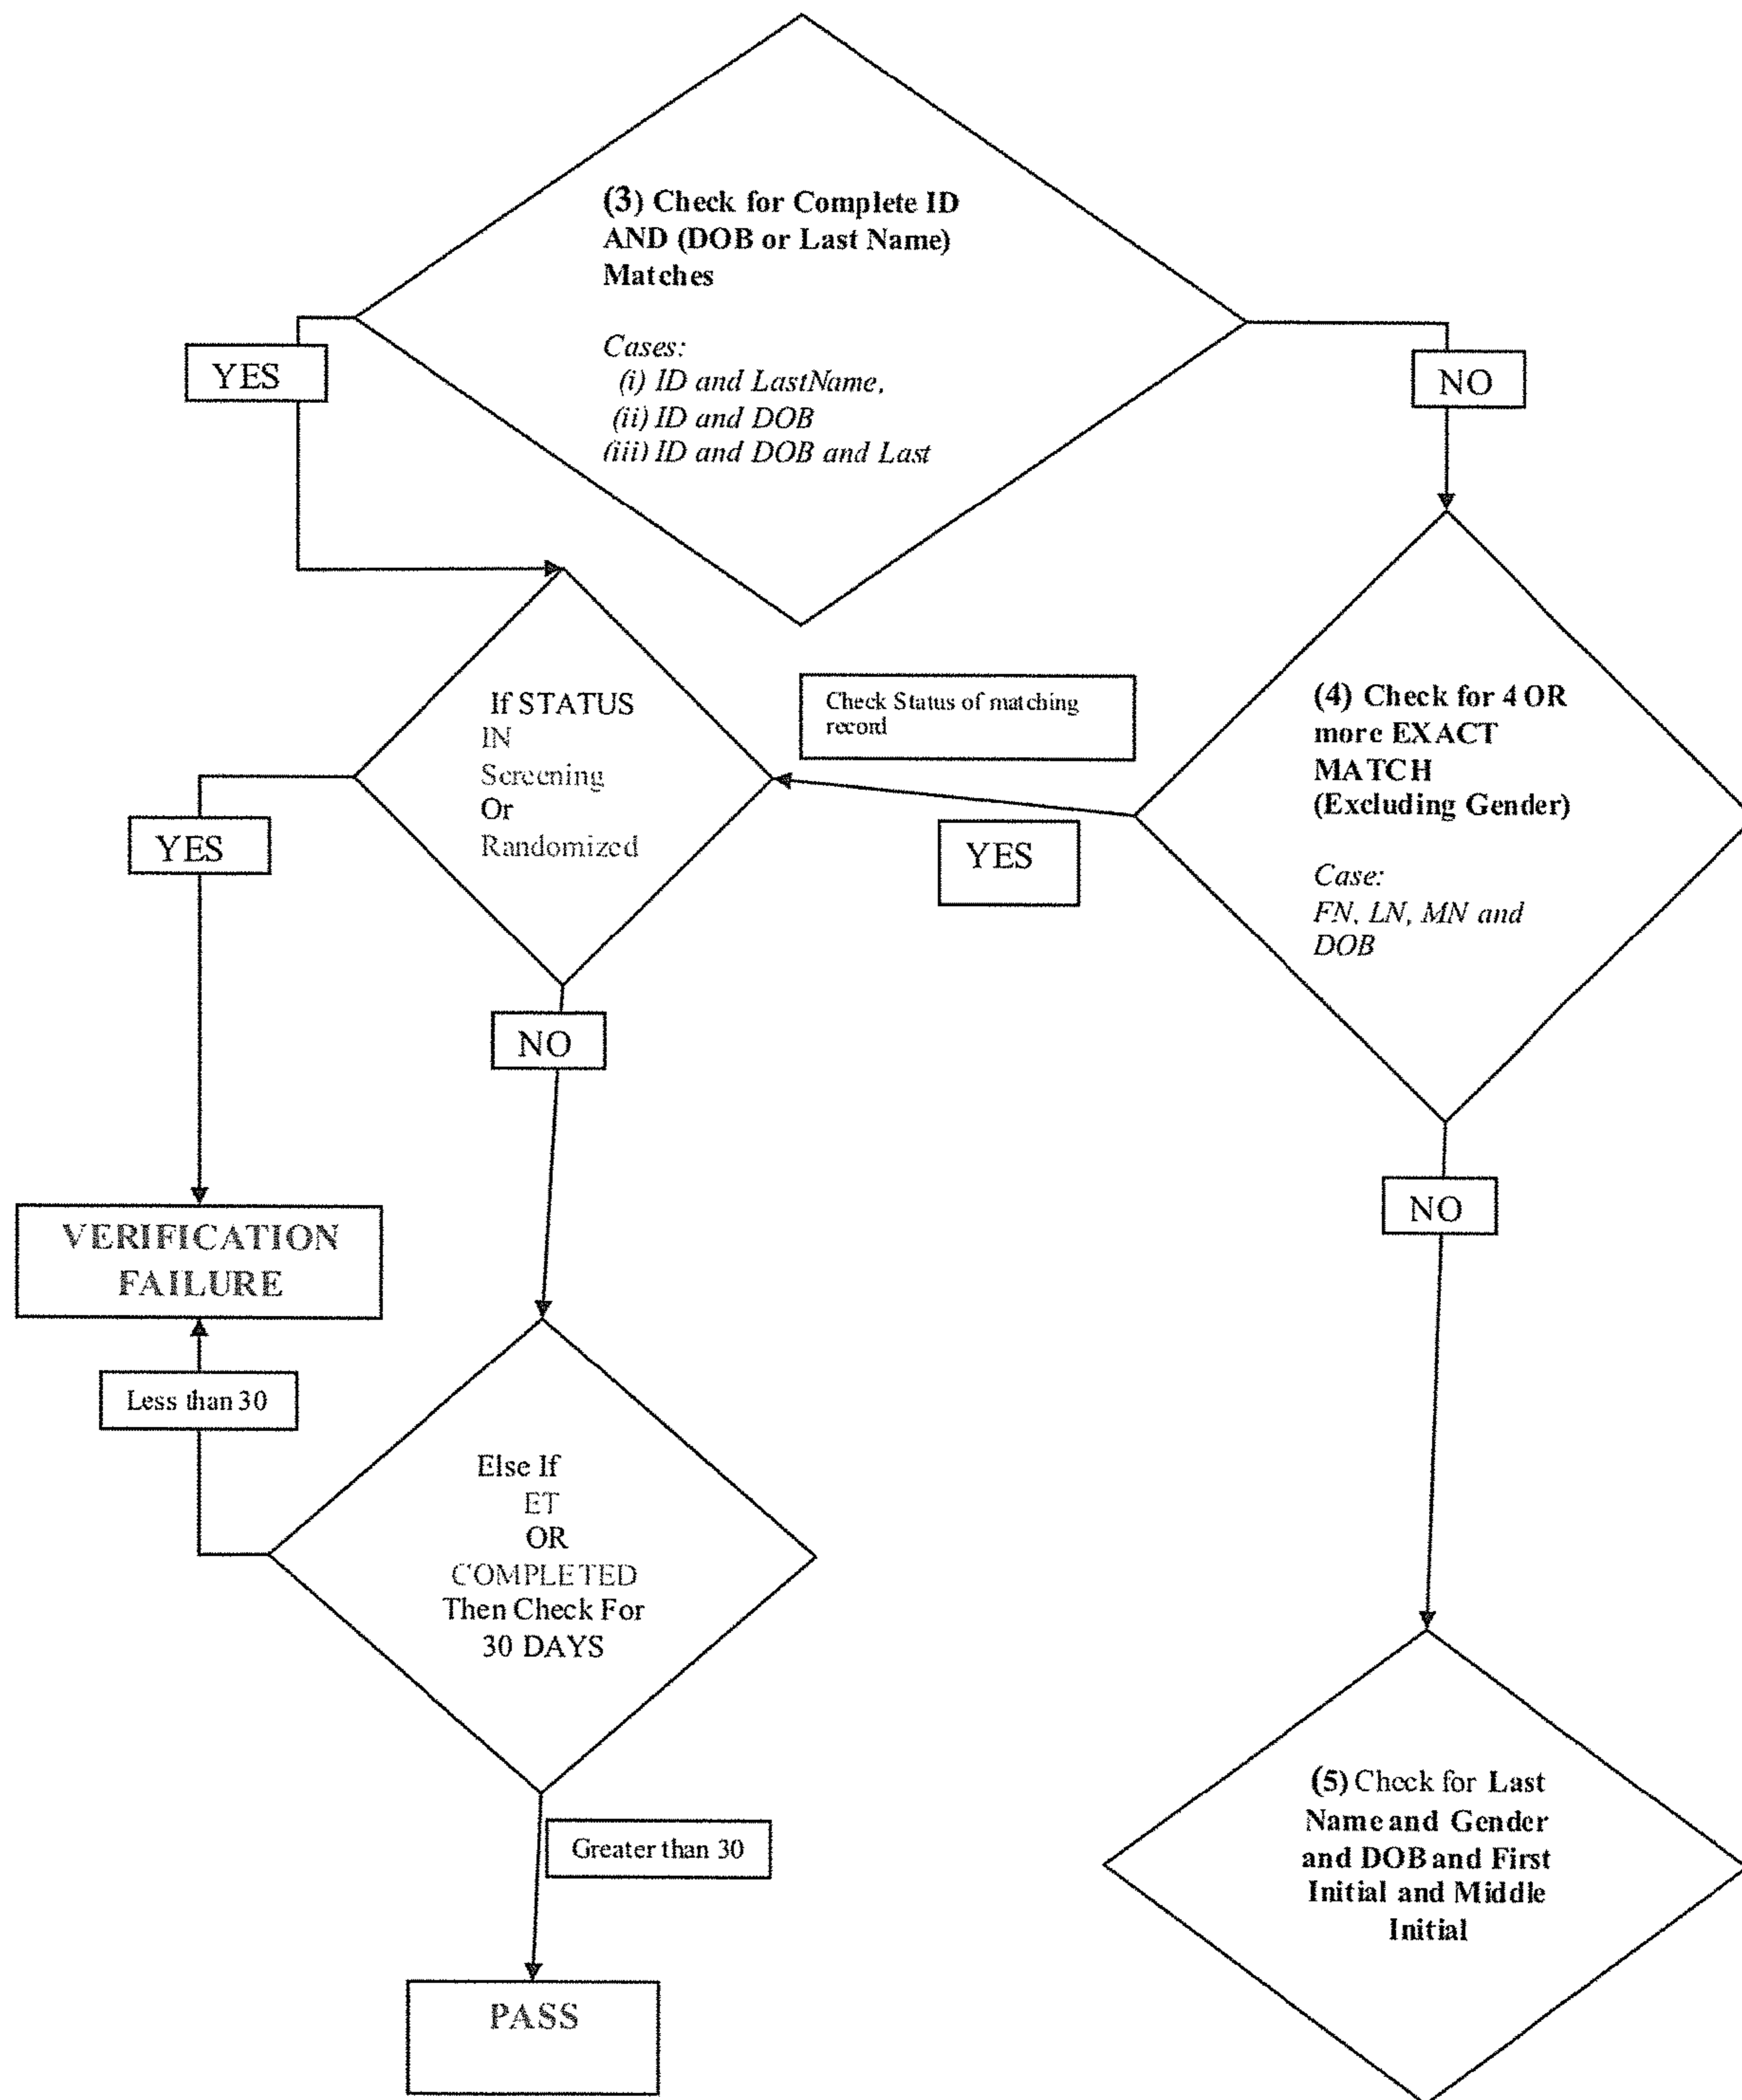 (3) Check for Complete ID
AND (DOB or Last Name)
Matches
Cases:
(i) ID and LastName,
(ii) ID and DOB
(iii) ID and DOB and Last
YES
NO
If STATUS
IN
Screening
Or
Randomized
Check Status of matching
record
(4) Check for 4 OR
more EXACT
MATCH
(Excluding Gender)
Case:
FN, LN, MN and
DOB
YES
YES
NO
NO
VERIFICATION
FAILURE
Less than 30
Else If
ET
OR
COMPLETED
Then Check For
30 DAYS
Greater than 30
(5) Check for Last
Name and Gender
and DOB and First
Initial and Middle
Initial
PASS